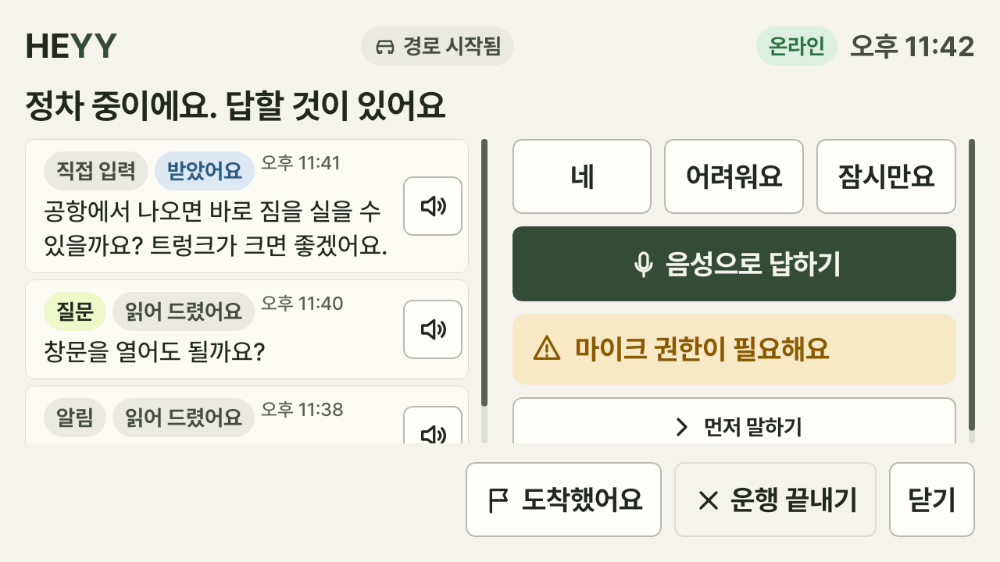 HEYY
경로 시작됨
온라인 오후 11:42
정차 중이에요. 답할 것이 있어요
직접 입력 받았어요 오후 11:41
공항에서 나오면 바로 짐을 실을 수
있을까요? 트렁크가 크면 좋겠어요.
질문 읽어 드렸어요 오후 11:40
창문을 열어도 될까요?
알림 읽어 드렸어요 오후 11:38
네 어려워요 잠시만요
음성으로 답하기
마이크 권한이 필요해요
먼저 말하기
도착했어요 운행 끝내기 닫기